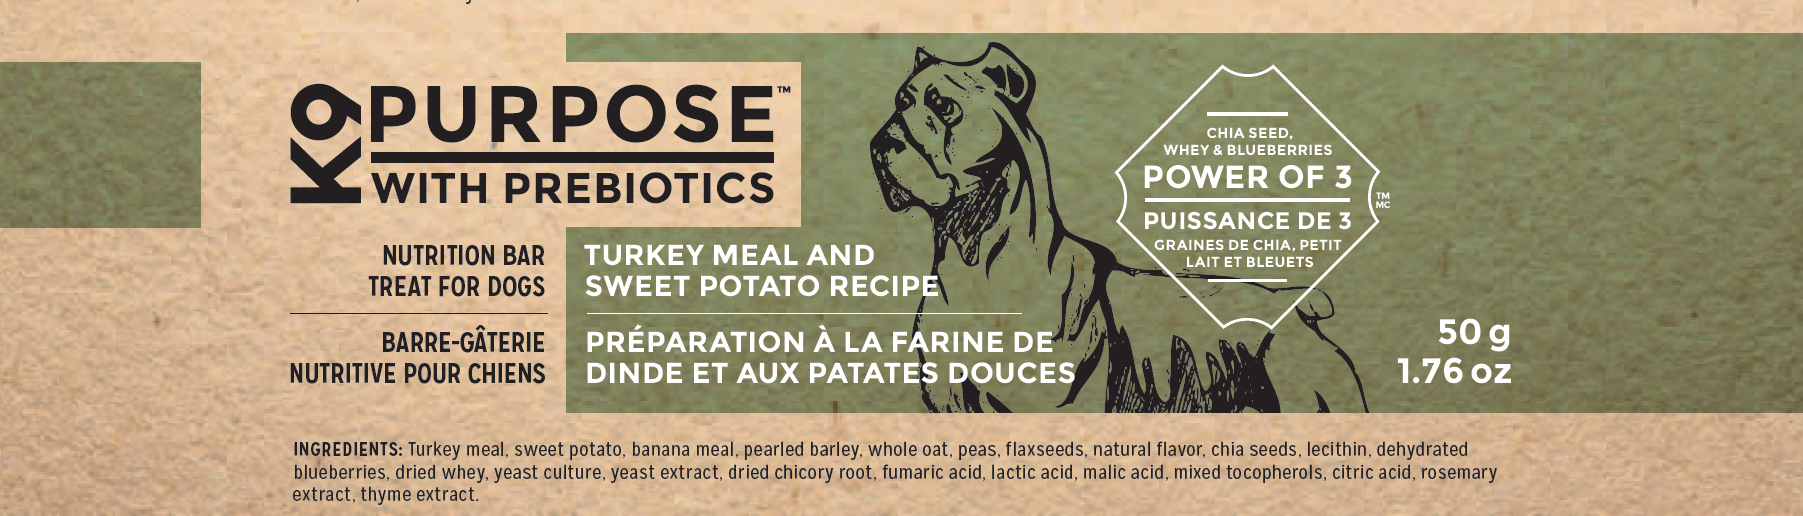 K9 PURPOSE™
WITH PREBIOTICS
NUTRITION BAR
TREAT FOR DOGS
BARRE-GÂTERIE
NUTRITIVE POUR CHIENS
TURKEY MEAL AND
SWEET POTATO RECIPE
PRÉPARATION À LA FARINE DE
DINDE ET AUX PATATES DOUCES
CHIA SEED,
WHEY & BLUEBERRIES
POWER OF 3
PUISSANCE DE 3
GRAINES DE CHIA, PETIT
LAIT ET BLEUETS
TM
MC
50 g
1.76 oz
INGREDIENTS: Turkey meal, sweet potato, banana meal, pearled barley, whole oat, peas, flaxseeds, natural flavor, chia seeds, lecithin, dehydrated
blueberries, dried whey, yeast culture, yeast extract, dried chicory root, fumaric acid, lactic acid, malic acid, mixed tocopherols, citric acid, rosemary
extract, thyme extract.